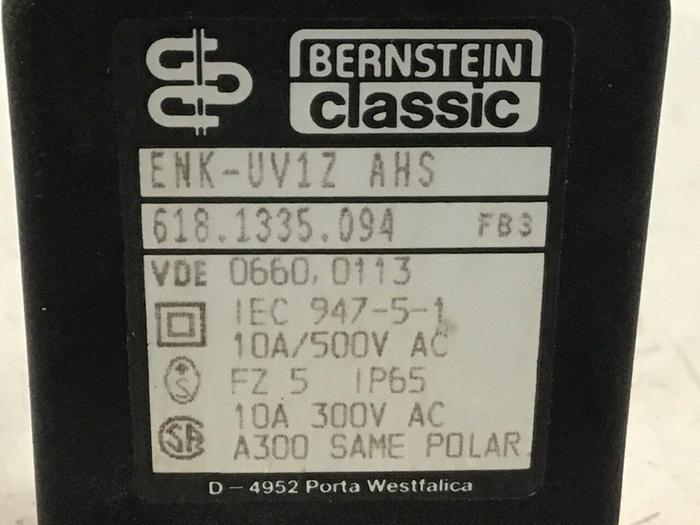 BERNSTEIN
classic
ENK-UV1Z AHS
618.1335.094 FB3
VDE 0660, 0113
IEC 947-5-1
10A/500V AC
FZ 5 IP65
10A 300V AC
A300 SAME POLAR.
D - 4952 Porta Westfalica